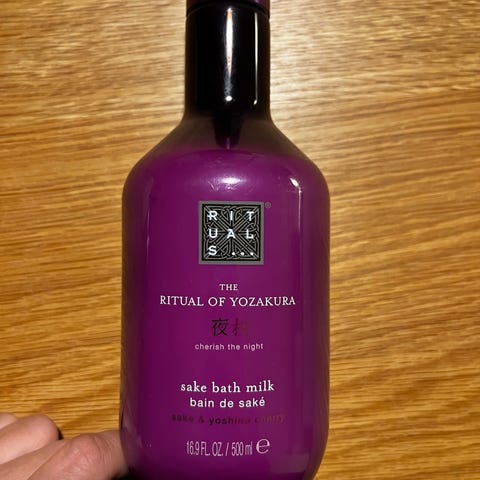 RIT
UAL
S...
®
THE
RITUAL OF YOZAKURA
夜桜
cherish the night
sake bath milk
bain de saké
sake & yoshino cherry
16.9 FL. OZ. / 500 ml ℮